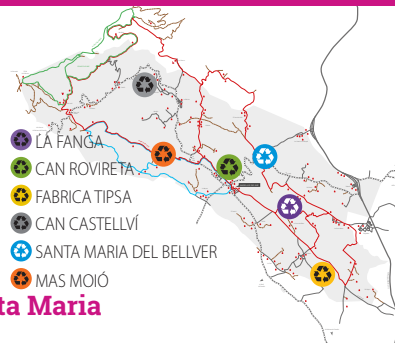 LA FANGA
CAN ROVIRETA
FABRICA TIPSA
CAN CASTELLVÍ
SANTA MARIA DEL BELLVER
MAS MOIÓ
ta Maria